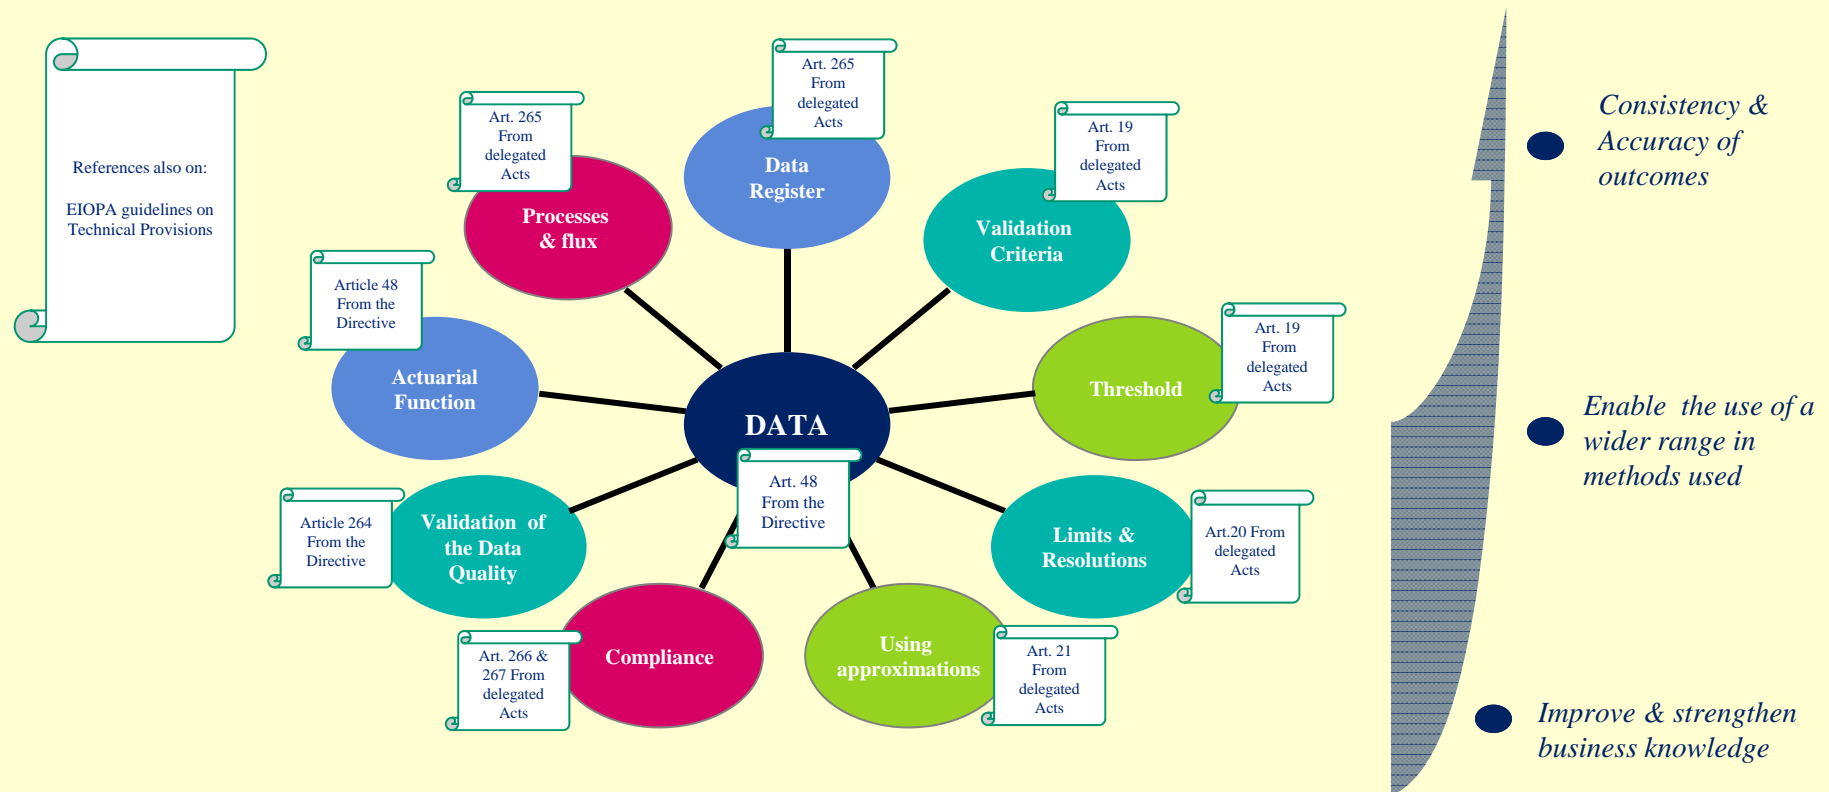 References also on:
EIOPA guidelines on
Technical Provisions
Art. 265
From
delegated
Acts
Processes
& flux
Art. 265
From
delegated
Acts
Data
Register
Art. 19
From
delegated
Acts
Validation
Criteria
Art. 19
From
delegated
Acts
Threshold
Article 48
From the
Directive
Actuarial
Function
DATA
Art. 48
From the
Directive
Article 264
From the
Directive
Validation of
the Data
Quality
Limits &
Resolutions
Art.20 From
delegated
Acts
Art. 266 &
267 From
delegated
Acts
Compliance
Using
approximations
Art. 21
From
delegated
Acts
Consistency &
Accuracy of
outcomes
Enable the use of a
wider range in
methods used
Improve & strengthen
business knowledge